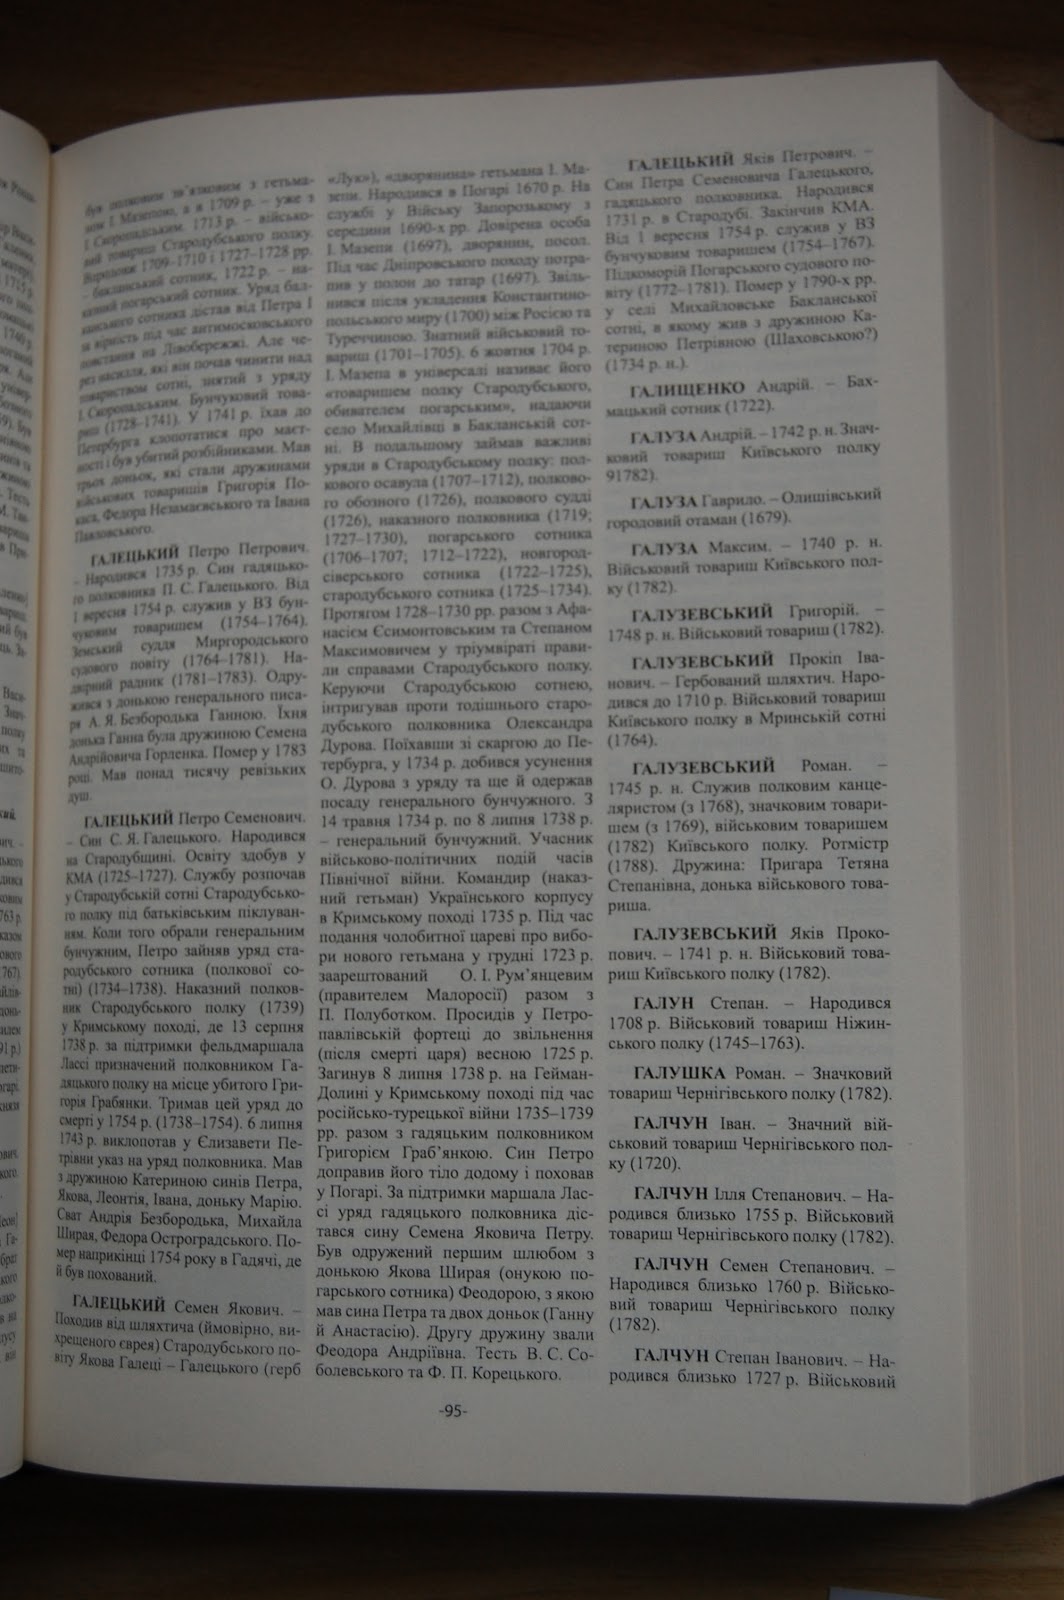 був полковим зв'язковим з гетьма-
ном І. Мазепою, а в 1709 р. – уже з
І. Скоропадським. 1713 р. – військо-
вий товариш Стародубського полку.
Впродовж 1709–1710 і 1727–1728 рр.
– бакланський сотник, 1722 р. – на-
казний погарський сотник. Уряд бак-
ланського сотника дістав від Петра І
за вірність під час антимосковського
повстання на Лівобережжі. Але че-
рез насилля, які він почав чинити над
товариством сотні, знятий з уряду
І. Скоропадським. Бунчуковий това-
риш (1728–1741). У 1741 р. їхав до
Петербурга клопотатися про маєт-
ності і був убитий розбійниками. Мав
трьох доньок, які стали дружинами
військових товаришів Григорія По-
каса, Федора Незамаєвського та Івана
Павловського.
ГАЛЕЦЬКИЙ Петро Петрович.
– Народився 1735 р. Син гадяцько-
го полковника П. С. Галецького. Від
1 вересня 1754 р. служив у ВЗ бун-
чуковим товаришем (1754–1764).
Земський суддя Миргородського
судового повіту (1764–1781). На-
двірний радник (1781–1783). Одру-
жився з донькою генерального писа-
ря А. Я. Безбородька Ганною. Їхня
донька Ганна була дружиною Семена
Андрійовича Горленка. Помер у 1783
році. Мав понад тисячу ревізьких
душ.
ГАЛЕЦЬКИЙ Петро Семенович.
– Син С. Я. Галецького. Народився
на Стародубщині. Освіту здобув у
КМА (1725–1727). Службу розпочав
у Стародубській сотні Стародубсько-
го полку під батьківським піклуван-
ням. Коли того обрали генеральним
бунчужним, Петро зайняв уряд ста-
родубського сотника (полкової со-
тні) (1734–1738). Наказний полков-
ник Стародубського полку (1739)
у Кримському поході, де 13 серпня
1738 р. за підтримки фельдмаршала
Лассі призначений полковником Га-
дяцького полку на місце убитого Гри-
горія Грабянки. Тримав цей уряд до
смерті у 1754 р. (1738–1754). 6 липня
1743 р. виклопотав у Єлизавети Пе-
трівни указ на уряд полковника. Мав
з дружиною Катериною синів Петра,
Якова, Леонтія, Івана, доньку Марію.
Сват Андрія Безбородька, Михайла
Ширая, Федора Остроградського. По-
мер наприкінці 1754 року в Гадячі, де
й був похований.
ГАЛЕЦЬКИЙ Семен Якович. –
Походив від шляхтича (ймовірно, ви-
хрещеного єврея) Стародубського по-
віту Якова Галеці – Галецького (герб
«Лук»), «дворянина» гетьмана І. Ма-
зепи. Народився в Погарі 1670 р. На
службі у Війську Запорозькому з
середини 1690-х рр. Довірена особа
І. Мазепи (1697), дворянин, посол.
Під час Дніпровського походу потра-
пив у полон до татар (1697). Звіль-
нився після укладення Константино-
польського миру (1700) між Росією та
Туреччиною. Знатний військовий то-
вариш (1701–1705). 6 жовтня 1704 р.
І. Мазепа в універсалі називає його
«товаришем полку Стародубського,
обивателем погарським», надаючи
село Михайлівці в Бакланській сот-
ні. В подальшому займав важливі
уряди в Стародубському полку: пол-
кового осавула (1707–1712), полково-
го обозного (1726), полкового судді
(1726), наказного полковника (1719;
1727–1730), погарського сотника
(1706–1707; 1712–1722), новгород-
сіверського сотника (1722–1725),
стародубського сотника (1725–1734).
Протягом 1728–1730 рр. разом з Афа-
насієм Єсимонтовським та Степаном
Максимовичем у тріумвіраті прави-
ли справами Стародубського полку.
Керуючи Стародубською сотнею,
інтригував проти тодішнього старо-
дубського полковника Олександра
Дурова. Поїхавши зі скаргою до Пе-
тербурга, у 1734 р. добився усунення
О. Дурова з уряду та ще й одержав
посаду генерального бунчужного. З
14 травня 1734 р. по 8 липня 1738 р.
– генеральний бунчужний. Учасник
військово-політичних подій часів
Північної війни. Командир (наказ-
ний гетьман) Українського корпусу
в Кримському поході 1735 р. Під час
подання чолобитної цареві про вибо-
ри нового гетьмана у грудні 1723 р.
заарештований О. І. Рум'янцевим
(правителем Малоросії) разом з
П. Полуботком. Просидів у Петро-
павлівській фортеці до звільнення
(після смерті царя) весною 1725 р.
Загинув 8 липня 1738 р. на Гейман-
Долині у Кримському поході під час
російсько-турецької війни 1735–1739
рр. разом з гадяцьким полковником
Григорієм Граб'янкою. Син Петро
доправив його тіло додому і поховав
у Погарі. За підтримки маршала Лас-
сі уряд гадяцького полковника діс-
тався сину Семена Яковича Петру.
Був одружений першим шлюбом з
донькою Якова Ширая (онукою по-
гарського сотника) Феодорою, з якою
мав сина Петра та двох доньок (Ганну
й Анастасію). Другу дружину звали
Феодора Андріївна. Тесть В. С. Со-
болевського та Ф. П. Корецького.
ГАЛЕЦЬКИЙ Яків Петрович. –
Син Петра Семеновича Галецького,
гадяцького полковника. Народився
1731 р. в Стародубі. Закінчив КМА.
Від 1 вересня 1754 р. служив у ВЗ
бунчуковим товаришем (1754–1767).
Підкоморій Погарського судового по-
віту (1772–1781). Помер у 1790-х рр.
у селі Михайловське Бакланської
сотні, в якому жив з дружиною Ка-
териною Петрівною (Шаховською?)
(1734 р. н.).
ГАЛИЩЕНКО Андрій. – Бах-
мацький сотник (1722).
ГАЛУЗА Андрій. – 1742 р. н. Знач-
ковий товариш Київського полку
91782).
ГАЛУЗА Гаврило. – Олишівський
городовий отаман (1679).
ГАЛУЗА Максим. – 1740 р. н.
Військовий товариш Київського пол-
ку (1782).
ГАЛУЗЕВСЬКИЙ Григорій. –
1748 р. н. Військовий товариш (1782).
ГАЛУЗЕВСЬКИЙ Прокіп Іва-
нович. – Гербований шляхтич. Наро-
дився до 1710 р. Військовий товариш
Київського полку в Мринській сотні
(1764).
ГАЛУЗЕВСЬКИЙ Роман. –
1745 р. н. Служив полковим канце-
ляристом (з 1768), значковим товари-
шем (з 1769), військовим товаришем
(1782) Київського полку. Ротмістр
(1788). Дружина: Пригара Тетяна
Степанівна, донька військового това-
риша.
ГАЛУЗЕВСЬКИЙ Яків Проко-
пович. – 1741 р. н. Військовий това-
риш Київського полку (1782).
ГАЛУН Степан. – Народився
1708 р. Військовий товариш Ніжин-
ського полку (1745–1763).
ГАЛУШКА Роман. – Значковий
товариш Чернігівського полку (1782).
ГАЛЧУН Іван. – Значний вій-
ськовий товариш Чернігівського пол-
ку (1720).
ГАЛЧУН Ілля Степанович. – На-
родився близько 1755 р. Військовий
товариш Чернігівського полку (1782).
ГАЛЧУН Семен Степанович. –
Народився близько 1760 р. Військо-
вий товариш Чернігівського полку
(1782).
ГАЛЧУН Степан Іванович. – На-
родився близько 1727 р. Військовий
-95-